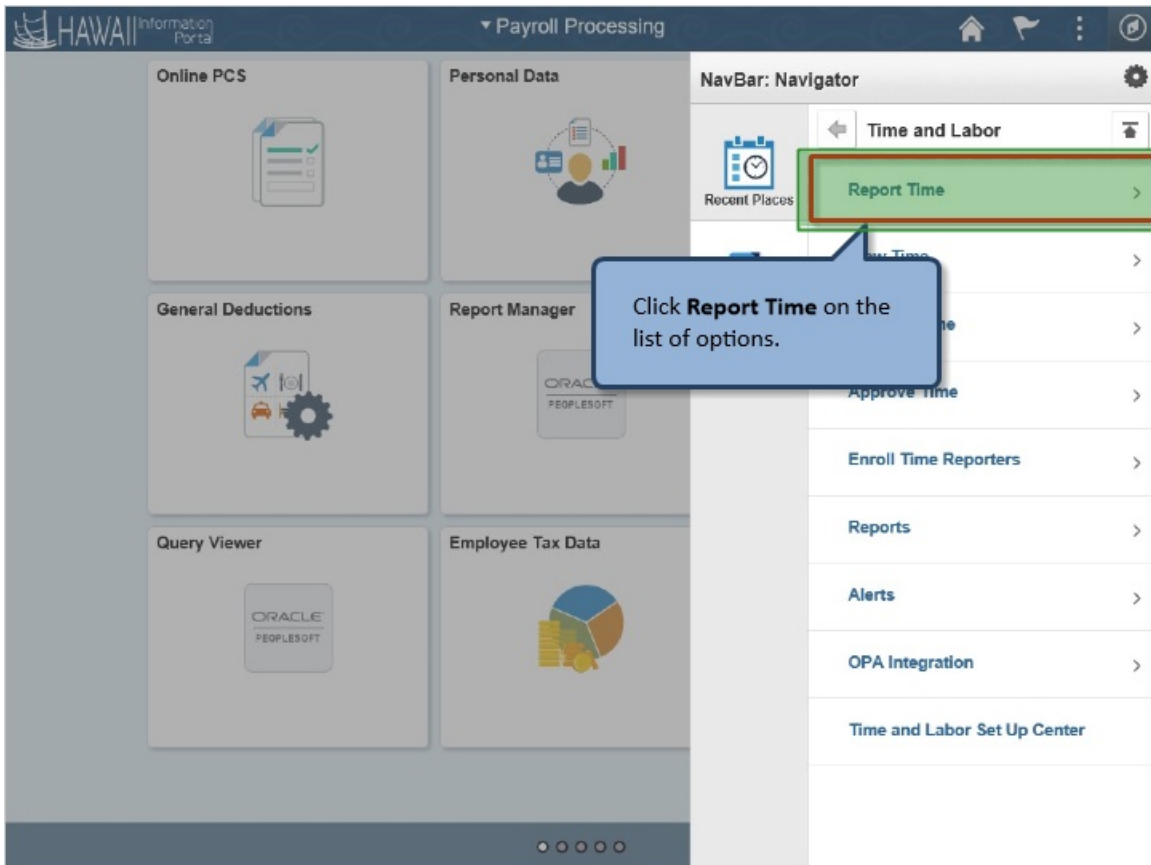 HAWAII Information
Portal
Payroll Processing
Online PCS
Personal Data
General Deductions
Report Manager
ORAC
PEOPLESOFT
Query Viewer
ORACLE
PEOPLESOFT
Employee Tax Data
NavBar: Navigator
Recent Places
Time and Labor
Report Time
Click Report Time on the
list of options.
Time
Approve Time
Enroll Time Reporters
Reports
Alerts
OPA Integration
Time and Labor Set Up Center